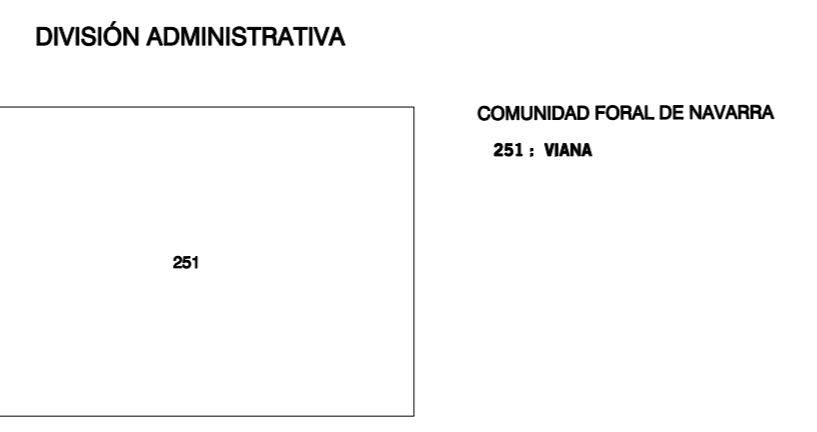 DIVISIÓN ADMINISTRATIVA
COMUNIDAD FORAL DE NAVARRA
251 : VIANA
251